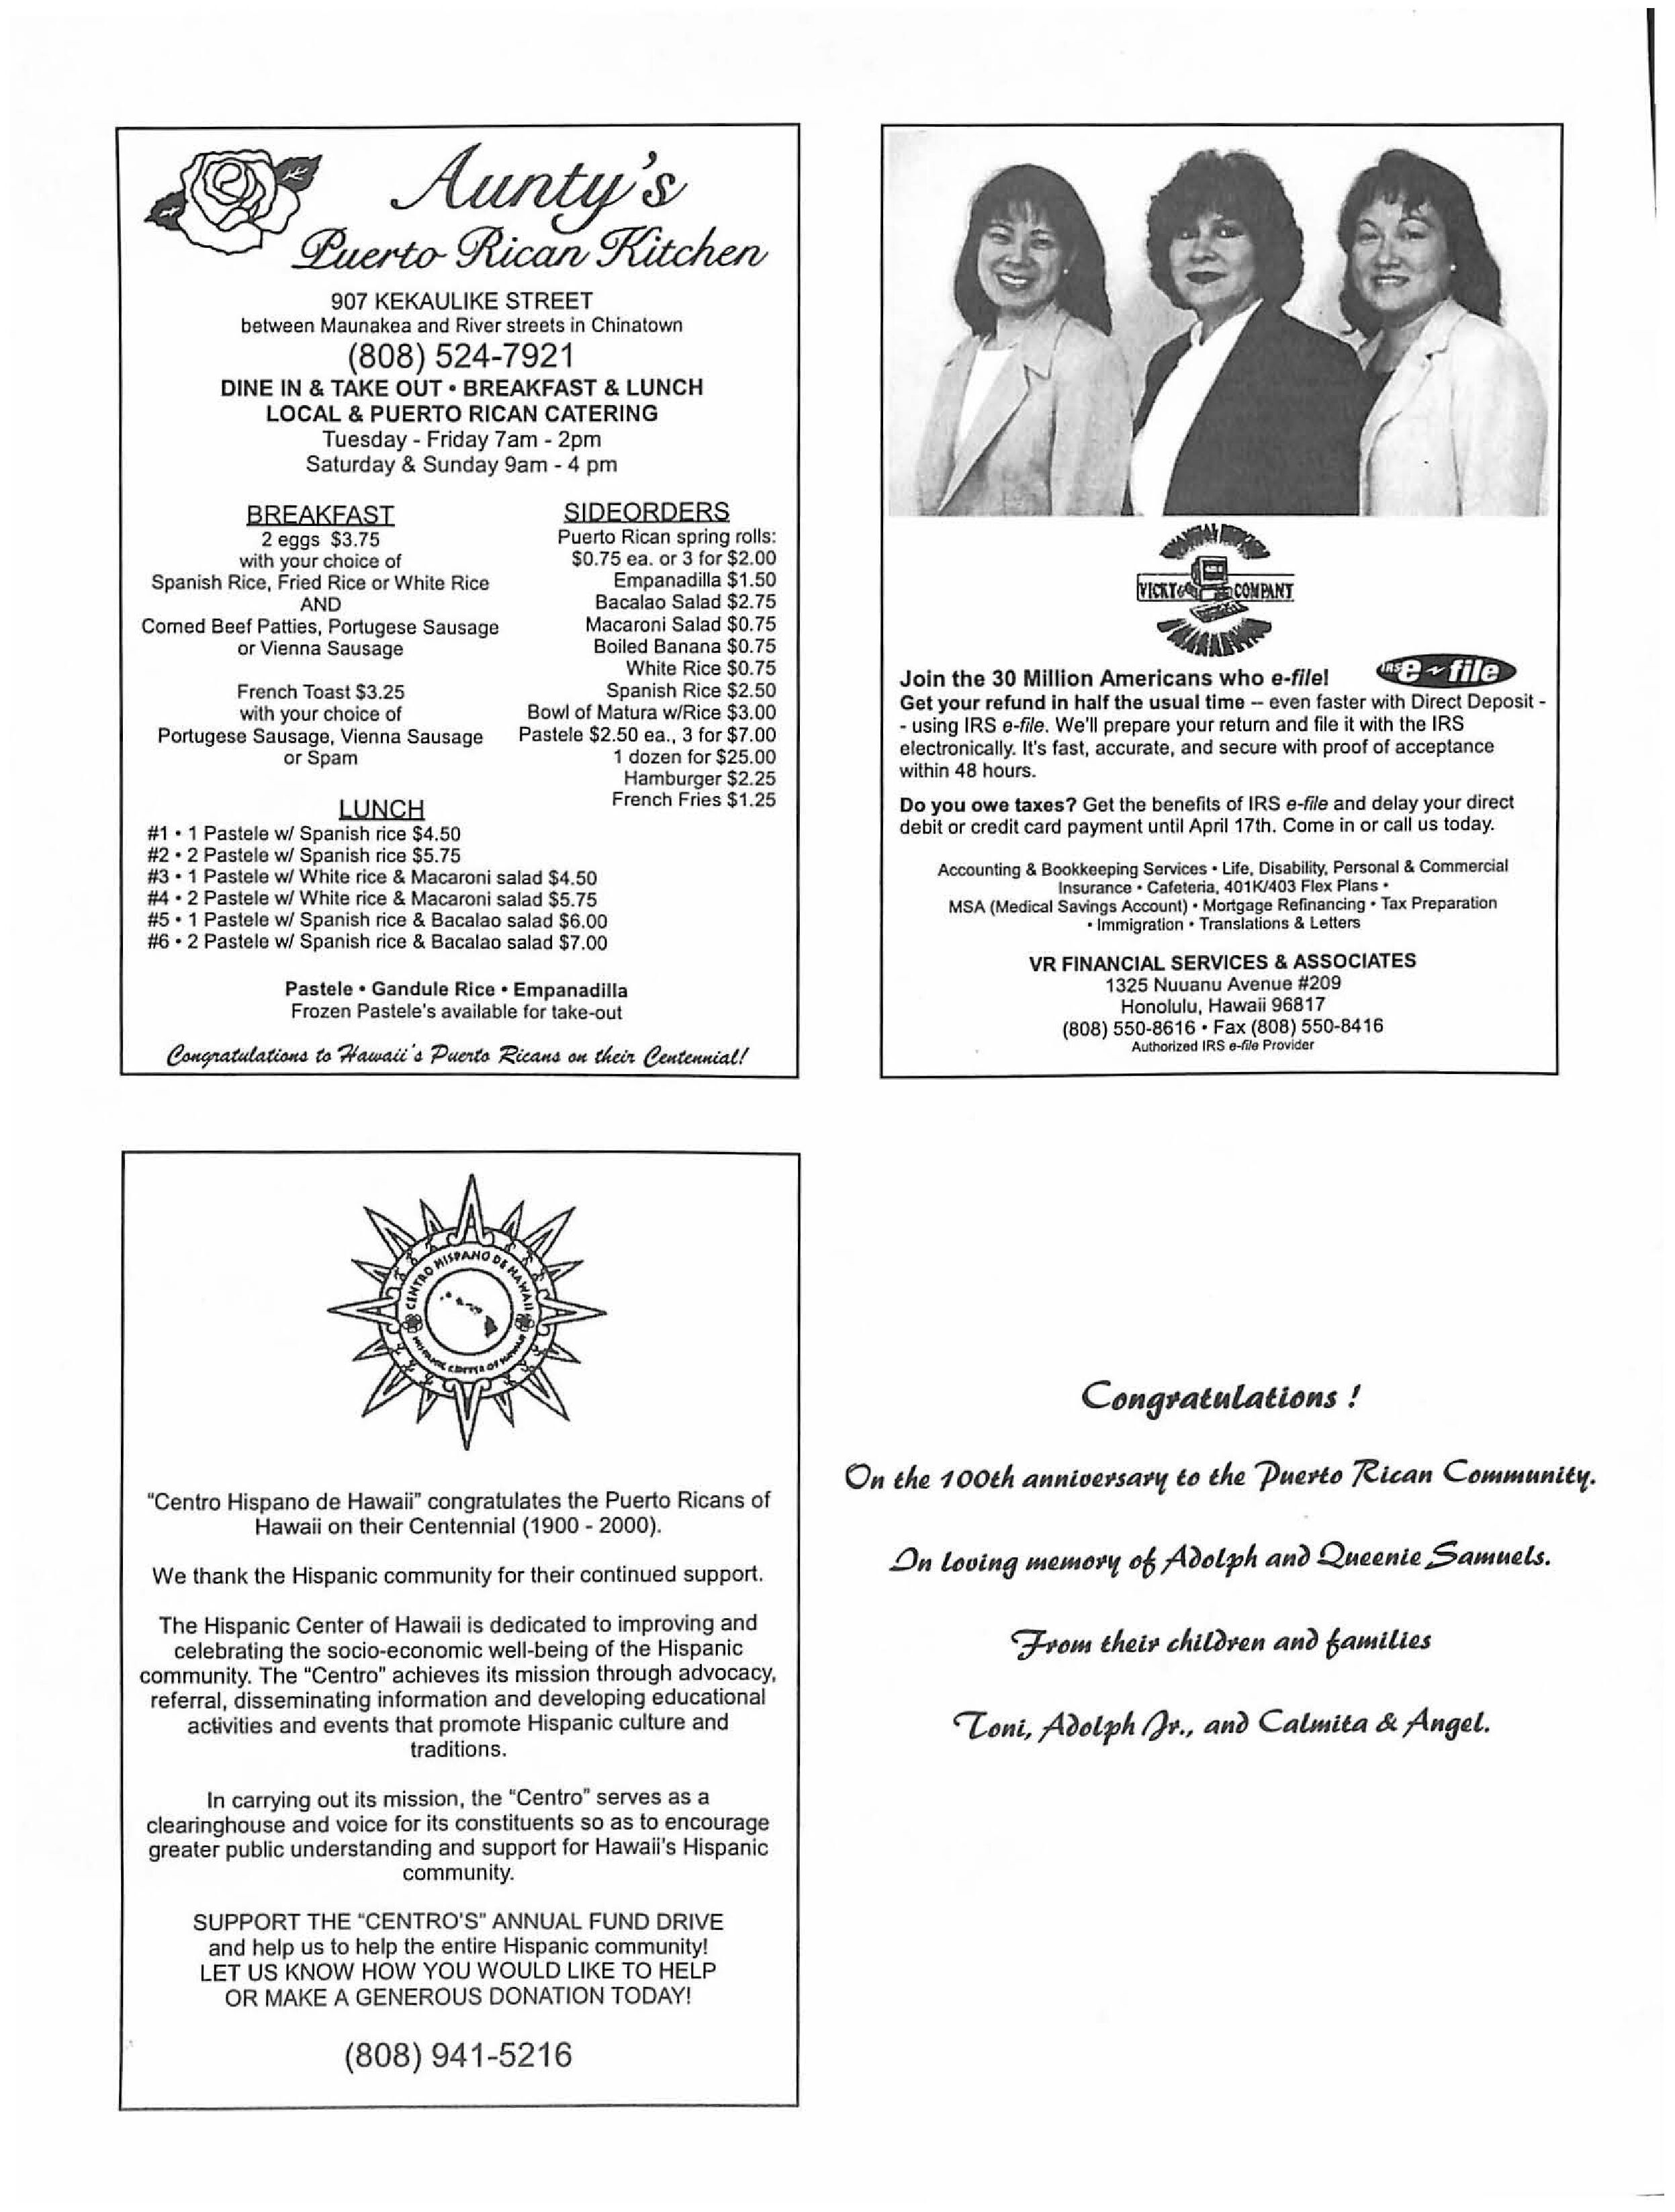 Aunty's
Puerto Rican Kitchen
907 KEKAULIKE STREET
between Maunakea and River streets in Chinatown
(808) 524-7921
DINE IN & TAKE OUT • BREAKFAST & LUNCH
LOCAL & PUERTO RICAN CATERING
Tuesday - Friday 7am - 2pm
Saturday & Sunday 9am - 4 pm
BREAKFAST
2 eggs $3.75
with your choice of
Spanish Rice, Fried Rice or White Rice
AND
Corned Beef Patties, Portugese Sausage
or Vienna Sausage
French Toast $3.25
with your choice of
Portugese Sausage, Vienna Sausage
or Spam
SIDEORDERS
Puerto Rican spring rolls:
$0.75 ea. or 3 for $2.00
Empanadilla $1.50
Bacalao Salad $2.75
Macaroni Salad $0.75
Boiled Banana $0.75
White Rice $0.75
Spanish Rice $2.50
Bowl of Matura w/Rice $3.00
Pastele $2.50 ea., 3 for $7.00
1 dozen for $25.00
Hamburger $2.25
French Fries $1.25
LUNCH
#1 • 1 Pastele w/ Spanish rice $4.50
#2 • 2 Pastele w/ Spanish rice $5.75
#3 • 1 Pastele w/ White rice & Macaroni salad $4.50
#4 • 2 Pastele w/ White rice & Macaroni salad $5.75
#5 • 1 Pastele w/ Spanish rice & Bacalao salad $6.00
#6 • 2 Pastele w/ Spanish rice & Bacalao salad $7.00
Pastele • Gandule Rice • Empanadilla
Frozen Pastele's available for take-out
Congratulations to Hawaii's Puerto Ricans on their Centennial!
VICKY & COMPANY
IRS e-file
Join the 30 Million Americans who e-file!
Get your refund in half the usual time -- even faster with Direct Deposit -
- using IRS e-file. We'll prepare your return and file it with the IRS
electronically. It's fast, accurate, and secure with proof of acceptance
within 48 hours.
Do you owe taxes? Get the benefits of IRS e-file and delay your direct
debit or credit card payment until April 17th. Come in or call us today.
Accounting & Bookkeeping Services • Life, Disability, Personal & Commercial
Insurance • Cafeteria, 401K/403 Flex Plans •
MSA (Medical Savings Account) • Mortgage Refinancing • Tax Preparation
• Immigration • Translations & Letters
VR FINANCIAL SERVICES & ASSOCIATES
1325 Nuuanu Avenue #209
Honolulu, Hawaii 96817
(808) 550-8616 • Fax (808) 550-8416
Authorized IRS e-file Provider
CENTRO HISPANO DE HAWAII
HISPANIC CENTER OF HAWAII
"Centro Hispano de Hawaii" congratulates the Puerto Ricans of
Hawaii on their Centennial (1900 - 2000).
We thank the Hispanic community for their continued support.
The Hispanic Center of Hawaii is dedicated to improving and
celebrating the socio-economic well-being of the Hispanic
community. The "Centro" achieves its mission through advocacy,
referral, disseminating information and developing educational
activities and events that promote Hispanic culture and
traditions.
In carrying out its mission, the "Centro" serves as a
clearinghouse and voice for its constituents so as to encourage
greater public understanding and support for Hawaii's Hispanic
community.
SUPPORT THE "CENTRO'S" ANNUAL FUND DRIVE
and help us to help the entire Hispanic community!
LET US KNOW HOW YOU WOULD LIKE TO HELP
OR MAKE A GENEROUS DONATION TODAY!
(808) 941-5216
Congratulations !
On the 100th anniversary to the Puerto Rican Community.
In loving memory of Adolph and Queenie Samuels.
From their children and families
Toni, Adolph Jr., and Calmita & Angel.